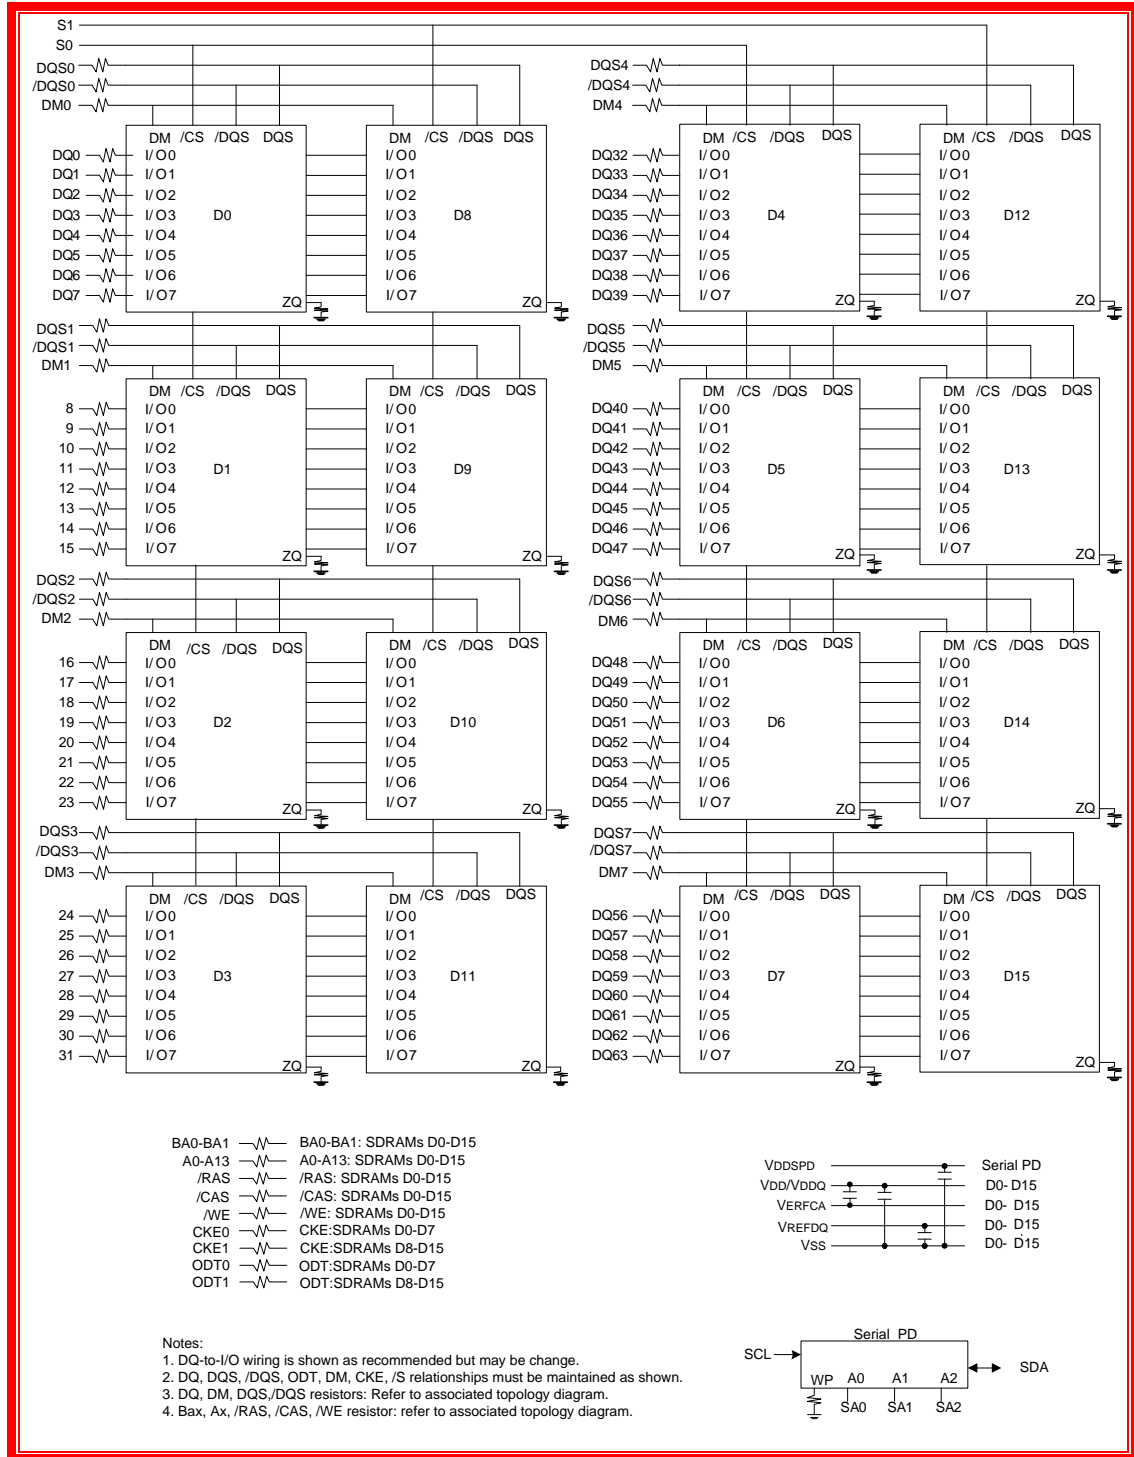 S1
S0
DQS0 DQS4
/DQS0 /DQS4
DM0 DM4
DM /CS /DQS DQS DM /CS /DQS DQS DM /CS /DQS DQS DM /CS /DQS DQS
DQ0 I/O0 I/O0 DQ32 I/O0 I/O0
DQ1 I/O1 I/O1 DQ33 I/O1 I/O1
DQ2 I/O2 I/O2 DQ34 I/O2 I/O2
DQ3 I/O3 D0 I/O3 D8 DQ35 I/O3 D4 I/O3 D12
DQ4 I/O4 I/O4 DQ36 I/O4 I/O4
DQ5 I/O5 I/O5 DQ37 I/O5 I/O5
DQ6 I/O6 I/O6 DQ38 I/O6 I/O6
DQ7 I/O7 I/O7 DQ39 I/O7 I/O7
ZQ ZQ ZQ ZQ
DQS1 DQS5
/DQS1 /DQS5
DM1 DM5
DM /CS /DQS DQS DM /CS /DQS DQS DM /CS /DQS DQS DM /CS /DQS DQS
8 I/O0 I/O0 DQ40 I/O0 I/O0
9 I/O1 I/O1 DQ41 I/O1 I/O1
10 I/O2 I/O2 DQ42 I/O2 I/O2
11 I/O3 D1 I/O3 D9 DQ43 I/O3 D5 I/O3 D13
12 I/O4 I/O4 DQ44 I/O4 I/O4
13 I/O5 I/O5 DQ45 I/O5 I/O5
14 I/O6 I/O6 DQ46 I/O6 I/O6
15 I/O7 I/O7 DQ47 I/O7 I/O7
ZQ ZQ ZQ ZQ
DQS2 DQS6
/DQS2 /DQS6
DM2 DM6
DM /CS /DQS DQS DM /CS /DQS DQS DM /CS /DQS DQS DM /CS /DQS DQS
16 I/O0 I/O0 DQ48 I/O0 I/O0
17 I/O1 I/O1 DQ49 I/O1 I/O1
18 I/O2 I/O2 DQ50 I/O2 I/O2
19 I/O3 D2 I/O3 D10 DQ51 I/O3 D6 I/O3 D14
20 I/O4 I/O4 DQ52 I/O4 I/O4
21 I/O5 I/O5 DQ53 I/O5 I/O5
22 I/O6 I/O6 DQ54 I/O6 I/O6
23 I/O7 I/O7 DQ55 I/O7 I/O7
ZQ ZQ ZQ ZQ
DQS3 DQS7
/DQS3 /DQS7
DM3 DM7
DM /CS /DQS DQS DM /CS /DQS DQS DM /CS /DQS DQS DM /CS /DQS DQS
24 I/O0 I/O0 DQ56 I/O0 I/O0
25 I/O1 I/O1 DQ57 I/O1 I/O1
26 I/O2 I/O2 DQ58 I/O2 I/O2
27 I/O3 D3 I/O3 D11 DQ59 I/O3 D7 I/O3 D15
28 I/O4 I/O4 DQ60 I/O4 I/O4
29 I/O5 I/O5 DQ61 I/O5 I/O5
30 I/O6 I/O6 DQ62 I/O6 I/O6
31 I/O7 I/O7 DQ63 I/O7 I/O7
ZQ ZQ ZQ ZQ
BA0-BA1 BA0-BA1: SDRAMs D0-D15
A0-A13 A0-A13: SDRAMs D0-D15
/RAS /RAS: SDRAMs D0-D15
/CAS /CAS: SDRAMs D0-D15
/WE /WE: SDRAMs D0-D15
CKE0 CKE:SDRAMs D0-D7
CKE1 CKE:SDRAMs D8-D15
ODT0 ODT:SDRAMs D0-D7
ODT1 ODT:SDRAMs D8-D15
VDDSPD Serial PD
VDD/VDDQ D0- D15
VERFCA D0- D15
VREFDQ D0- D15
VSS D0- D15
Notes:
1. DQ-to-I/O wiring is shown as recommended but may be change.
2. DQ, DQS, /DQS, ODT, DM, CKE, /S relationships must be maintained as shown.
3. DQ, DM, DQS,/DQS resistors: Refer to associated topology diagram.
4. Bax, Ax, /RAS, /CAS, /WE resistor: refer to associated topology diagram.
Serial PD
SCL SDA
WP A0 A1 A2
SA0 SA1 SA2